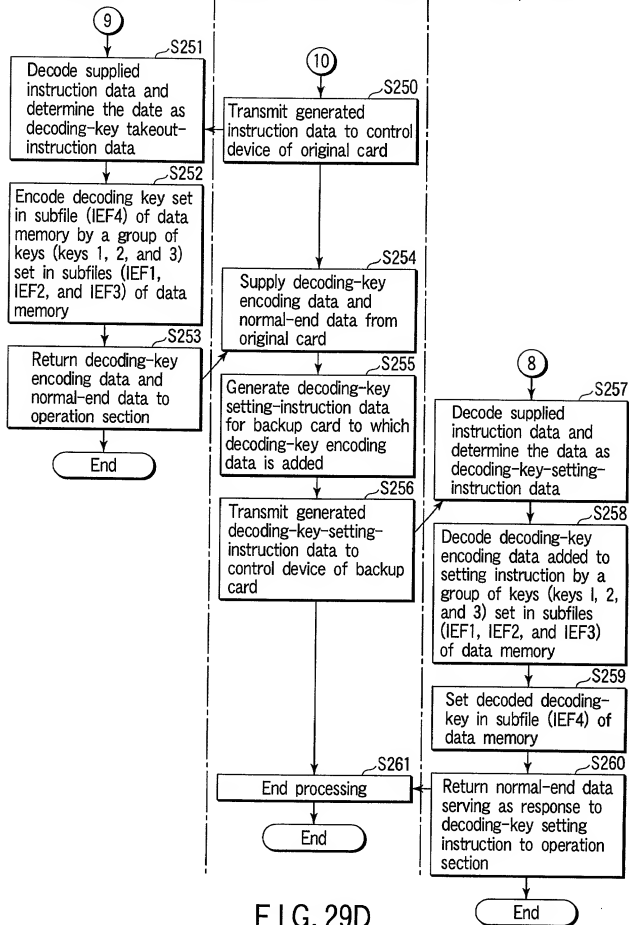 9
S251
Decode supplied
instruction data and
determine the date as
decoding-key takeout-
instruction data
S252
Encode decoding key set
in subfile (IEF4) of data
memory by a group of
keys (keys 1, 2, and 3)
set in subfiles (IEF1,
IEF2, and IEF3) of data
memory
S253
Return decoding-key
encoding data and
normal-end data to
operation section
End
10
S250
Transmit generated
instruction data to control
device of original card
S254
Supply decoding-key
encoding data and
normal-end data from
original card
S255
Generate decoding-key
setting-instruction data
for backup card to which
decoding-key encoding
data is added
S256
Transmit generated
decoding-key-setting-
instruction data to
control device of backup
card
S261
End processing
End
8
S257
Decode supplied
instruction data and
determine the data as
decoding-key-setting-
instruction data
S258
Decode decoding-key
encoding data added to
setting instruction by a
group of keys (keys I, 2,
and 3) set in subfiles
(IEF1, IEF2, and IEF3)
of data memory
S259
Set decoded decoding-
key in subfile (IEF4) of
data memory
S260
Return normal-end data
serving as response to
decoding-key setting
instruction to operation
section
End
FIG. 29D